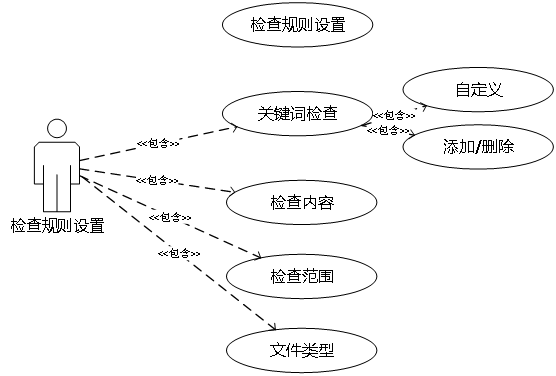 检查规则设置
关键词检查
自定义
<<包含>>
<<包含>>
添加/删除
<<包含>>
<<包含>>
检查内容
检查规则设置
<<包含>>
<<包含>>
检查范围
文件类型